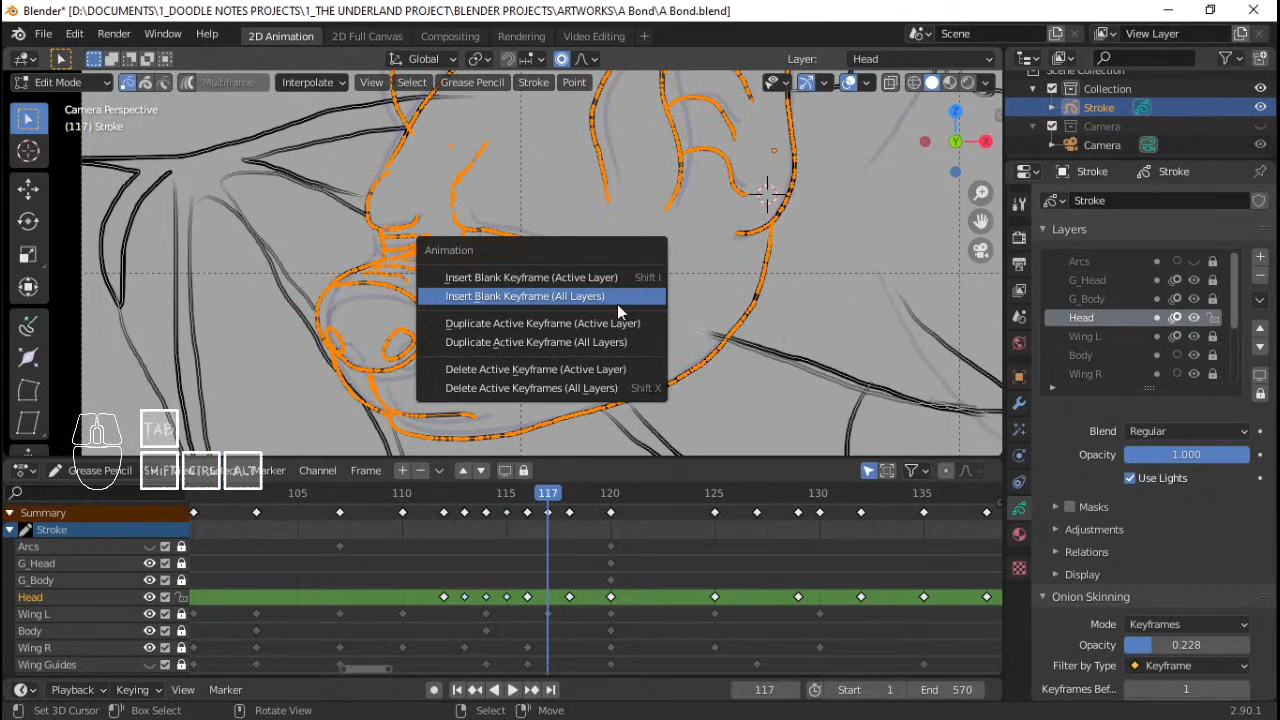 Blender* [D:\DOCUMENTS\1_DOODLE NOTES PROJECTS\1_THE UNDERLAND PROJECT\BLENDER PROJECTS\ARTWORKS\A Bond\A Bond.blend]
File Edit Render Window Help 2D Animation 2D Full Canvas Compositing Rendering Video Editing + Scene View Layer
Global Layer: Head
Edit Mode Multiframe Interpolate View Select Grease Pencil Stroke Point
Camera Perspective
(117) Stroke
Z
Y
X
Scene Collection
Collection
Stroke
Camera
Camera
Stroke Stroke
Stroke
Layers
Arcs
G_Head
G_Body
Head
Wing L
Body
Wing R
Blend Regular
Opacity 1.000
Use Lights
Masks
Adjustments
Relations
Display
Onion Skinning
Mode Keyframes
Opacity 0.228
Filter by Type Keyframe
Keyframes Bef... 1
Animation
Insert Blank Keyframe (Active Layer) Shift I
Insert Blank Keyframe (All Layers)
Duplicate Active Keyframe (Active Layer)
Duplicate Active Keyframe (All Layers)
Delete Active Keyframe (Active Layer)
Delete Active Keyframes (All Layers) Shift X
TAB
SHIFT CTRL ALT
Grease Pencil Marker Channel Frame
105 110 115 117 120 125 130 135
Summary
Stroke
Arcs
G_Head
G_Body
Head
Wing L
Body
Wing R
Wing Guides
Playback Keying View Marker 117 Start 1 End 570
Set 3D Cursor Box Select Rotate View Select Move 2.90.1